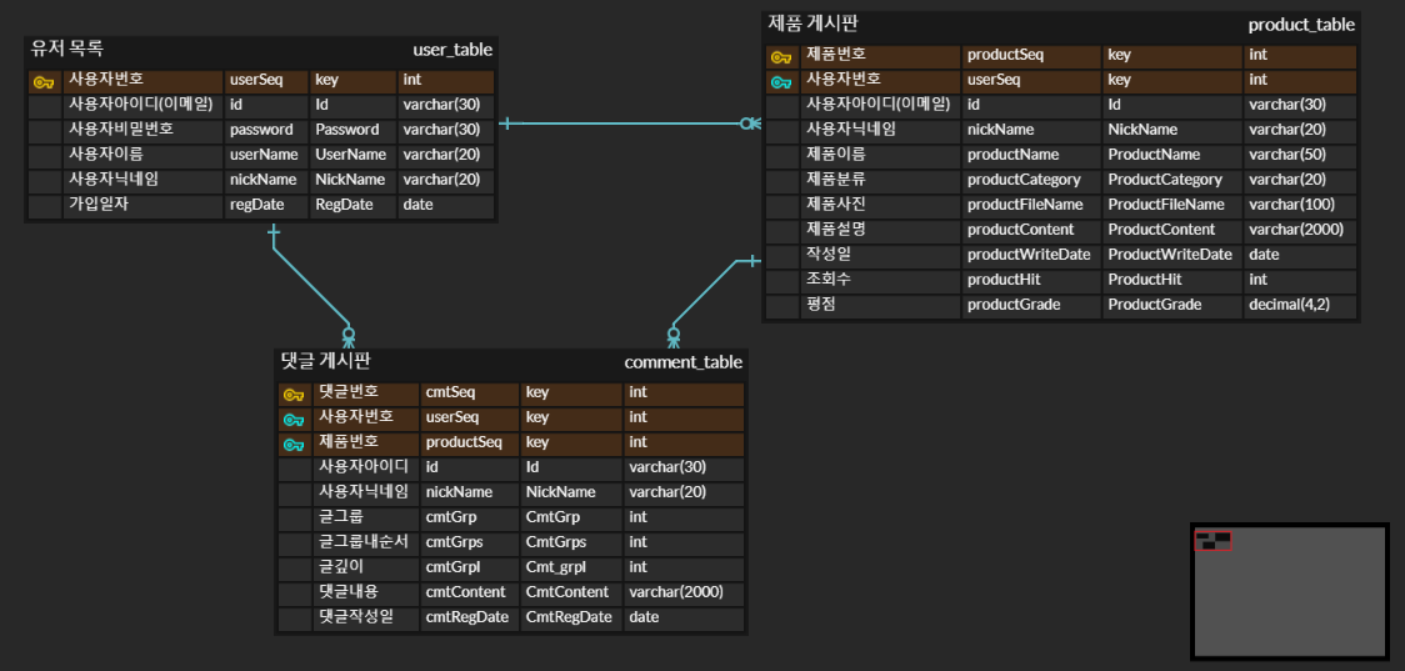 유저 목록 user_table
사용자번호 userSeq key int
사용자아이디(이메일) id Id varchar(30)
사용자비밀번호 password Password varchar(30)
사용자이름 userName UserName varchar(20)
사용자닉네임 nickName NickName varchar(20)
가입일자 regDate RegDate date
제품 게시판 product_table
제품번호 productSeq key int
사용자번호 userSeq key int
사용자아이디(이메일) id Id varchar(30)
사용자닉네임 nickName NickName varchar(20)
제품이름 productName ProductName varchar(50)
제품분류 productCategory ProductCategory varchar(20)
제품사진 productFileName ProductFileName varchar(100)
제품설명 productContent ProductContent varchar(2000)
작성일 productWriteDate ProductWriteDate date
조회수 productHit ProductHit int
평점 productGrade ProductGrade decimal(4,2)
댓글 게시판 comment_table
댓글번호 cmtSeq key int
사용자번호 userSeq key int
제품번호 productSeq key int
사용자아이디 id Id varchar(30)
사용자닉네임 nickName NickName varchar(20)
글그룹 cmtGrp CmtGrp int
글그룹내순서 cmtGrps CmtGrps int
글깊이 cmtGrpl Cmt_grpl int
댓글내용 cmtContent CmtContent varchar(2000)
댓글작성일 cmtRegDate CmtRegDate date